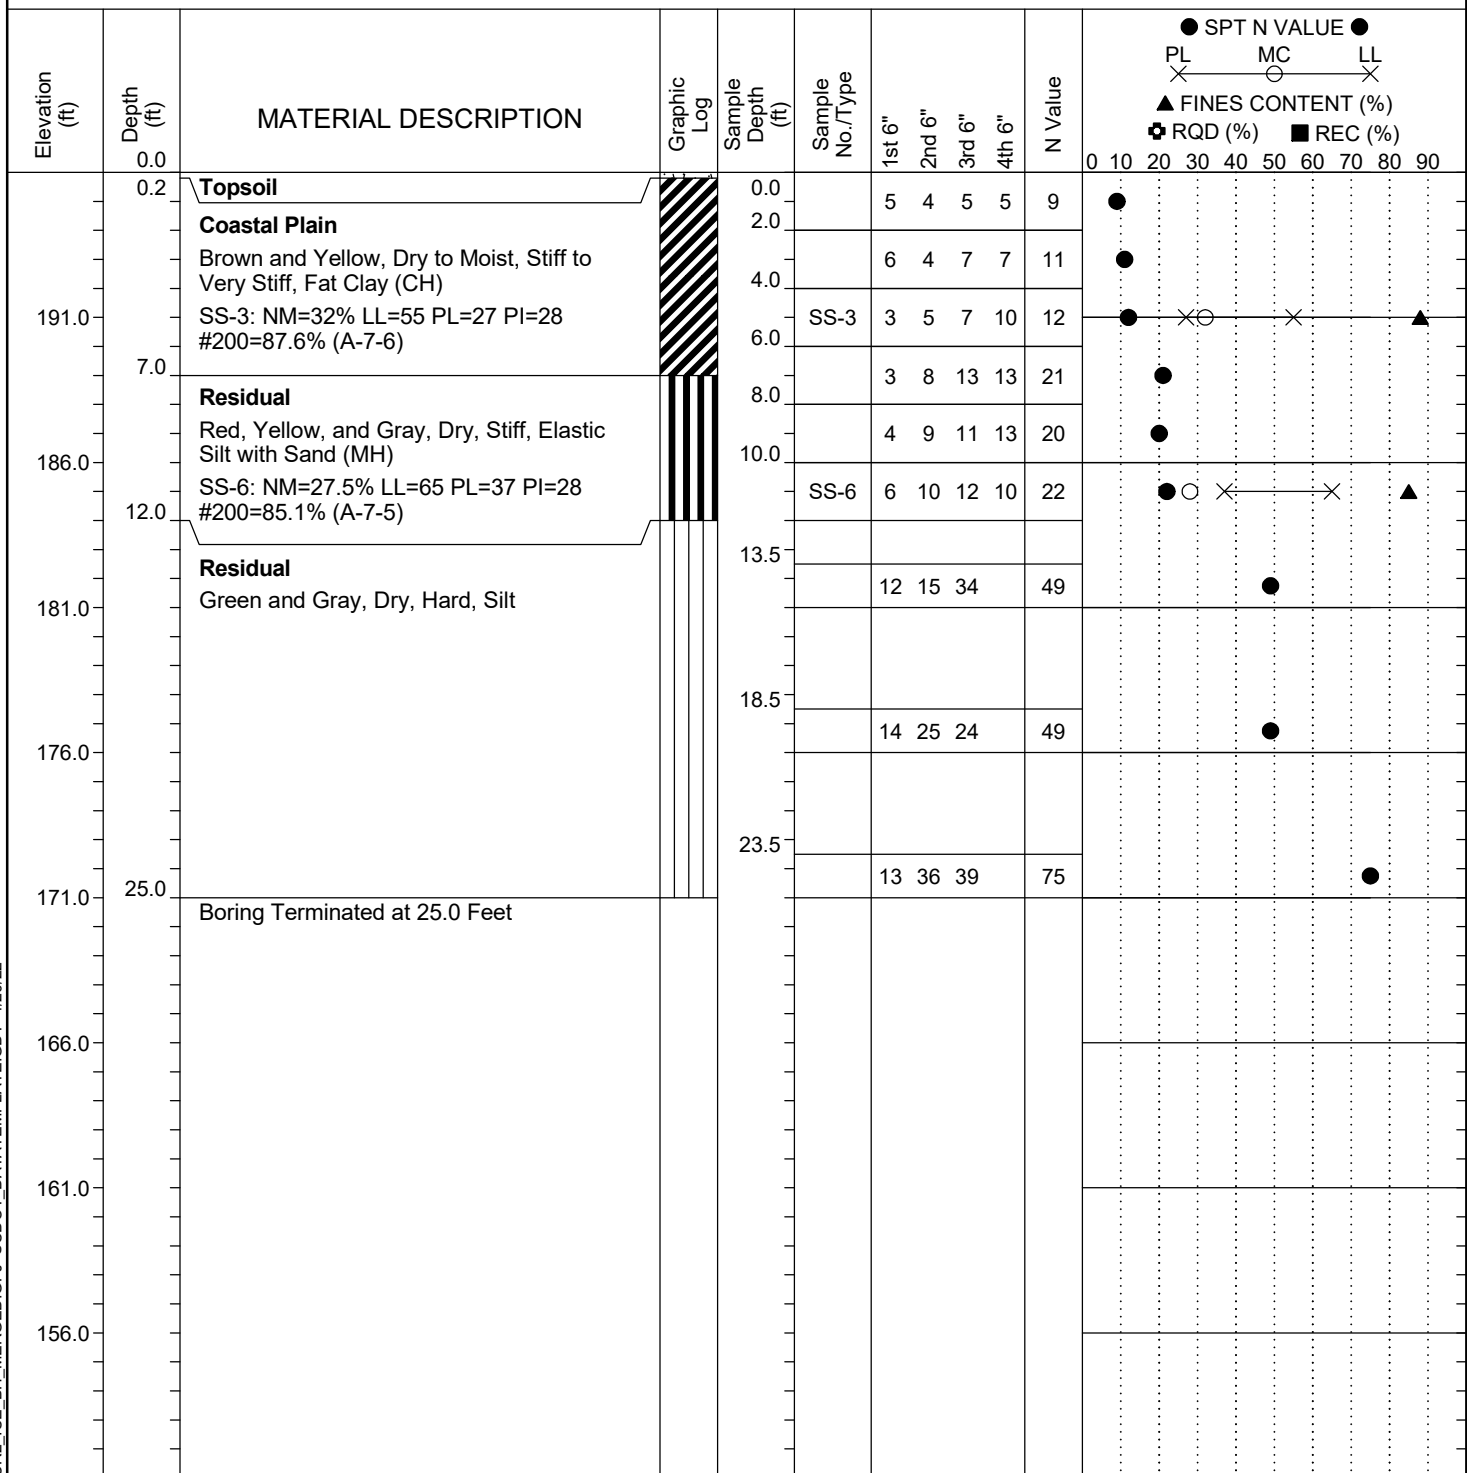 ● SPT N VALUE ●
PL MC LL
▲ FINES CONTENT (%)
RQD (%) ■ REC (%)
0 10 20 30 40 50 60 70 80 90
Elevation (ft)
Depth (ft)
0.0
MATERIAL DESCRIPTION
Graphic Log
Sample Depth (ft)
Sample No./Type
1st 6"
2nd 6"
3rd 6"
4th 6"
N Value
0.2 Topsoil 0.0
5 4 5 5 9
Coastal Plain 2.0
Brown and Yellow, Dry to Moist, Stiff to 6 4 7 7 11
Very Stiff, Fat Clay (CH) 4.0
191.0 SS-3: NM=32% LL=55 PL=27 PI=28 SS-3 3 5 7 10 12
#200=87.6% (A-7-6) 6.0
7.0
3 8 13 13 21
Residual 8.0
Red, Yellow, and Gray, Dry, Stiff, Elastic 4 9 11 13 20
Silt with Sand (MH) 10.0
186.0
SS-6: NM=27.5% LL=65 PL=37 PI=28 SS-6 6 10 12 10 22
12.0 #200=85.1% (A-7-5)
13.5
Residual
12 15 34 49
181.0 Green and Gray, Dry, Hard, Silt
18.5
14 25 24 49
176.0
23.5
13 36 39 75
25.0
171.0
Boring Terminated at 25.0 Feet
166.0
161.0
156.0